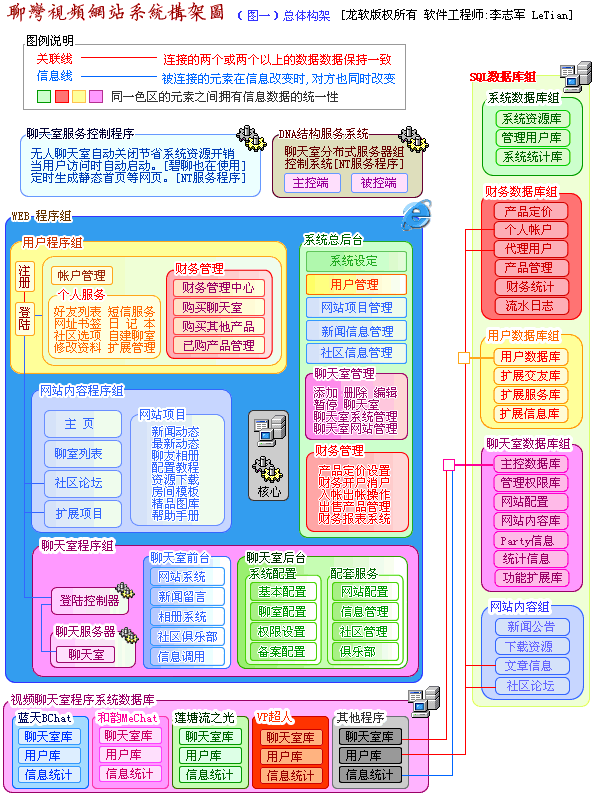 聊灣視頻網站系統構架圖 （图一）总体构架 [龙软版权所有 软件工程师:李志军 LeTian]
图例说明
关联线 连接的两个或两个以上的数据数据保持一致
信息线 被连接的元素在信息改变时,对方也同时改变
同一色区的元素之间拥有信息数据的统一性
聊天室服务控制程序
无人聊天室自动关闭节省系统资源开销
当用户访问时自动启动。[碧聊也在使用]
定时生成静态首页等网页。[NT服务程序]
DNA结构服务系统
聊天室分布式服务器组
控制系统[NT服务程序]
主控端 被控端
WEB 程序组
用户程序组
注册
登陆
帐户管理
个人服务
好友列表 短信服务
网址书签 日 记 本
社区选项 自建聊室
修改资料 扩展管理
财务管理
财务管理中心
购买聊天室
购买其他产品
已购产品管理
系统总后台
系统设定
用户管理
网站项目管理
新闻信息管理
社区信息管理
聊天室管理
添加 删除 编辑
暂停 聊天室
聊天室系统管理
聊天室网站管理
财务管理
产品定价设置
财务开户消户
入帐出帐操作
出售产品管理
财务报表系统
网站内容程序组
主 页
聊室列表
社区论坛
扩展项目
网站项目
新闻动态
最新动态
聊友相册
配置教程
资源下载
房间模板
精品图库
帮助手册
核心
聊天室程序组
登陆控制器
聊天服务器
聊天室
聊天室前台
网站系统
新闻留言
相册系统
社区俱乐部
信息调用
聊天室后台
系统配置
基本配置
聊室配置
权限设置
备案配置
配套服务
网站配置
信息管理
社区管理
俱乐部
视频聊天室程序系统数据库
蓝天BChat
聊天室库
用户库
信息统计
和韵MeChat
聊天室库
用户库
信息统计
莲塘流之光
聊天室库
用户库
信息统计
VP超人
聊天室库
用户库
信息统计
其他程序
聊天室库
用户库
信息统计
SQL数据库组
系统数据库组
系统资源库
管理用户库
系统统计库
财务数据库组
产品定价
个人帐户
代理用户
产品管理
财务统计
流水日志
用户数据库组
用户数据库
扩展交友库
扩展服务库
扩展信息库
聊天室数据库组
主控数据库
管理权限库
网站配置
网站内容库
Party信息
统计信息
功能扩展库
网站内容组
新闻公告
下载资源
文章信息
社区论坛